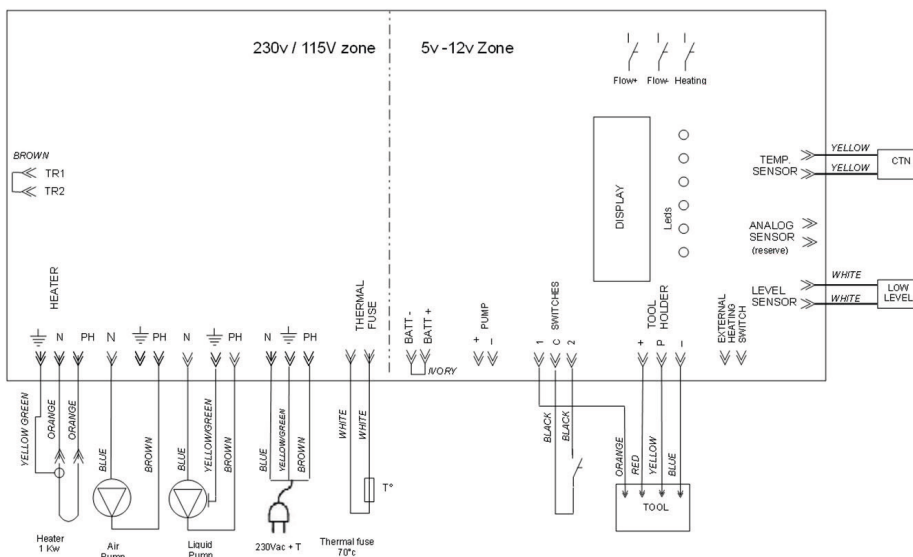 230v / 115V zone
5v -12v Zone
Flow+ Flow- Heating
BROWN
TR1
TR2
DISPLAY
Leds
TEMP.
SENSOR
YELLOW
YELLOW
CTN
ANALOG
SENSOR
(reserve)
LEVEL
SENSOR
WHITE
WHITE
LOW
LEVEL
HEATER
N PH N PH N PH N PH
THERMAL
FUSE
BATT -
BATT +
IVORY
+ PUMP
–
1 SWITCHES
C
2
+ TOOL
P HOLDER
–
EXTERNAL
HEATING
SWITCH
YELLOW GREEN
ORANGE
ORANGE
BLUE
BROWN
BLUE
YELLOW/GREEN
BROWN
BLUE
YELLOW/GREEN
BROWN
WHITE
WHITE
T°
BLACK
BLACK
ORANGE
RED
YELLOW
BLUE
TOOL
Heater
1 Kw
Air
Pump
Liquid
Pump
230Vac + T
Thermal fuse
70°c